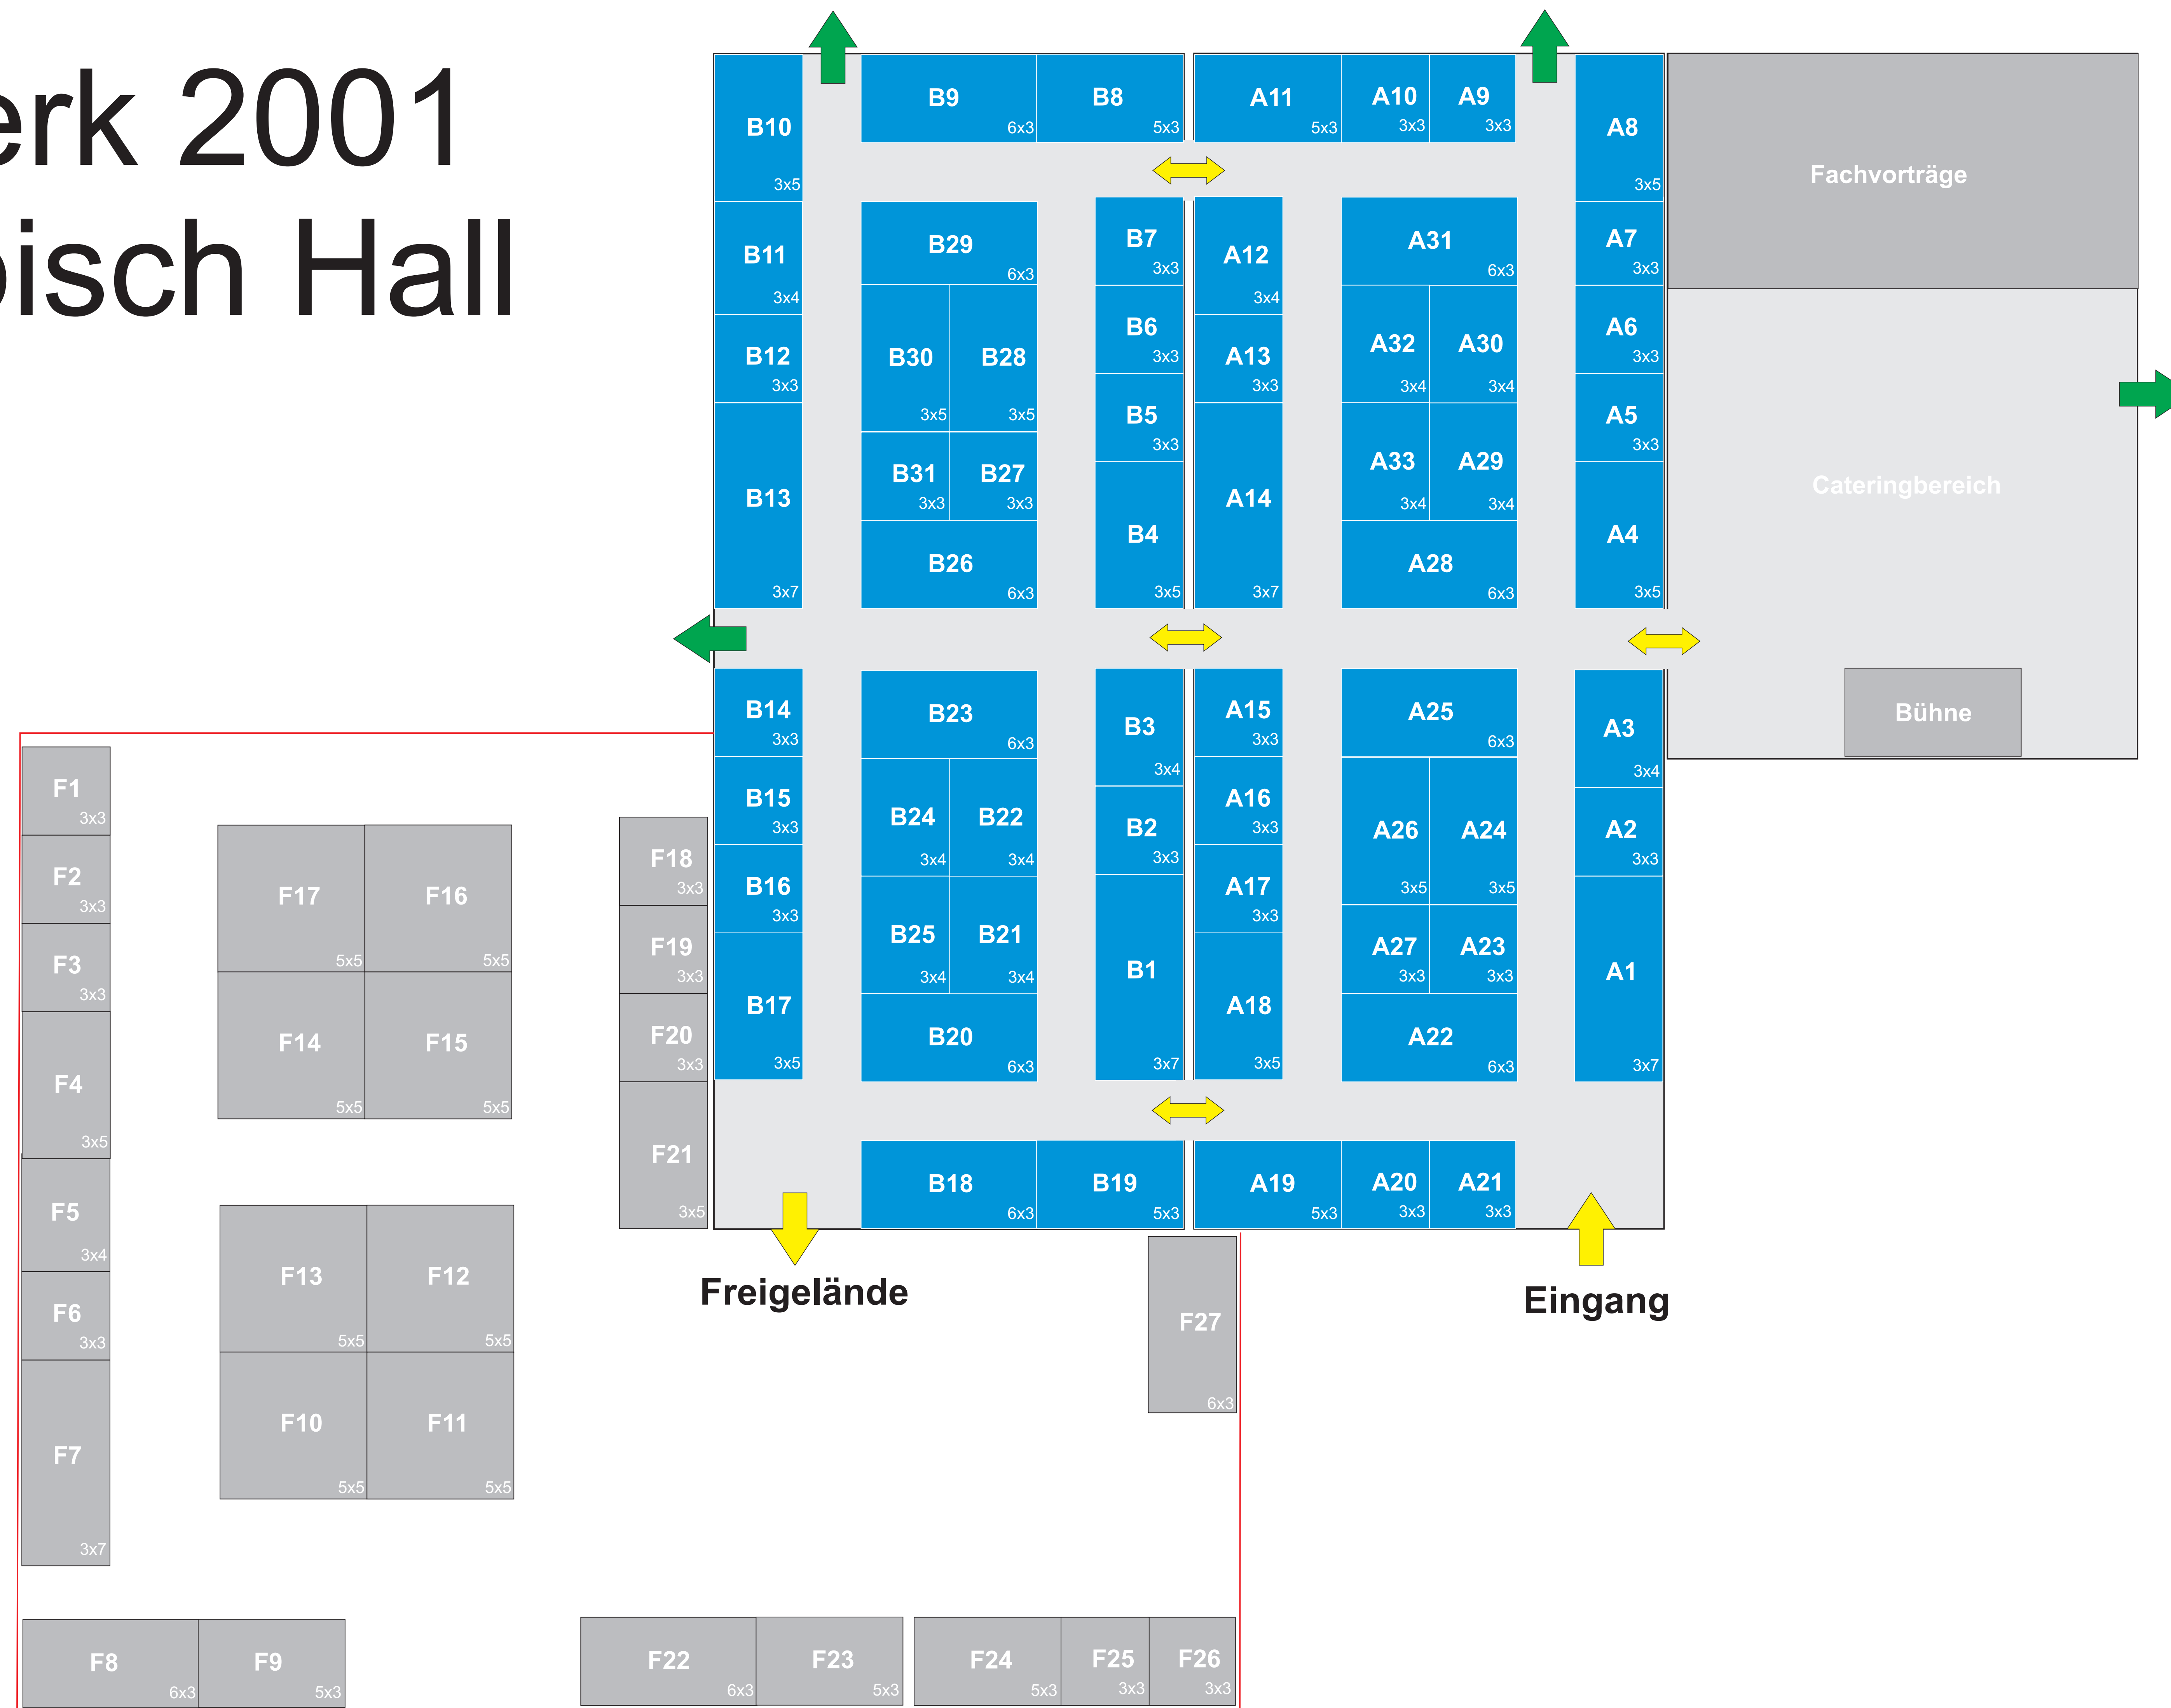 erk 2001
bisch Hall
B10
3x5
B11
3x4
B12
3x3
B13
3x7
B9
6x3
B8
5x3
A11
5x3
A10
3x3
A9
3x3
A8
3x5
Fachvorträge
B29
6x3
B30
3x5
B28
3x5
B31
3x3
B27
3x3
B26
6x3
B7
3x3
B6
3x3
B5
3x3
B4
3x5
A12
3x4
A13
3x3
A14
3x7
A31
6x3
A32
3x4
A30
3x4
A33
3x4
A29
3x4
A28
6x3
A7
3x3
A6
3x3
A5
3x3
A4
3x5
Cateringbereich
Bühne
B14
3x3
B15
3x3
B16
3x3
B17
3x5
B23
6x3
B24
3x4
B22
3x4
B25
3x4
B21
3x4
B20
6x3
B3
3x4
B2
3x3
B1
3x7
A15
3x3
A16
3x3
A17
3x3
A18
3x5
A25
6x3
A26
3x5
A24
3x5
A27
3x3
A23
3x3
A22
6x3
A3
3x4
A2
3x3
A1
3x7
B18
6x3
B19
5x3
A19
5x3
A20
3x3
A21
3x3
Freigelände
Eingang
F1
3x3
F2
3x3
F3
3x3
F4
3x5
F5
3x4
F6
3x3
F7
3x7
F17
5x5
F16
5x5
F14
5x5
F15
5x5
F13
5x5
F12
5x5
F10
5x5
F11
5x5
F18
3x3
F19
3x3
F20
3x3
F21
3x5
F27
6x3
F8
6x3
F9
5x3
F22
6x3
F23
5x3
F24
5x3
F25
3x3
F26
3x3